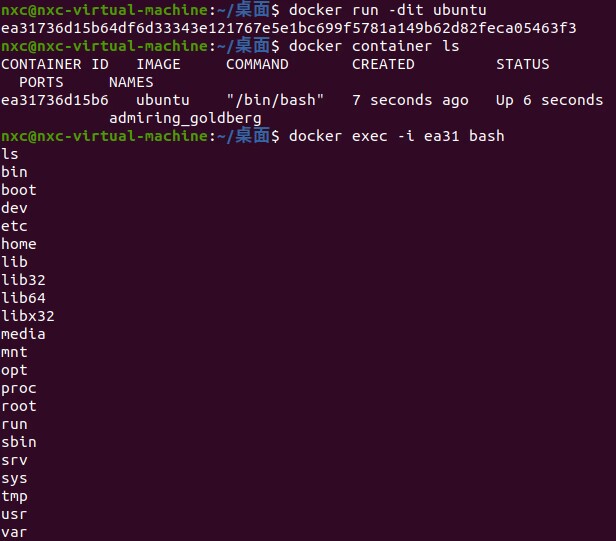 nxc@nxc-virtual-machine:~/桌面$ docker run -dit ubuntu
ea31736d15b64df6d33343e121767e5e1bc699f5781a149b62d82feca05463f3
nxc@nxc-virtual-machine:~/桌面$ docker container ls
CONTAINER ID   IMAGE     COMMAND       CREATED         STATUS
  PORTS     NAMES
ea31736d15b6   ubuntu    "/bin/bash"   7 seconds ago   Up 6 seconds
            admiring_goldberg
nxc@nxc-virtual-machine:~/桌面$ docker exec -i ea31 bash
ls
bin
boot
dev
etc
home
lib
lib32
lib64
libx32
media
mnt
opt
proc
root
run
sbin
srv
sys
tmp
usr
var